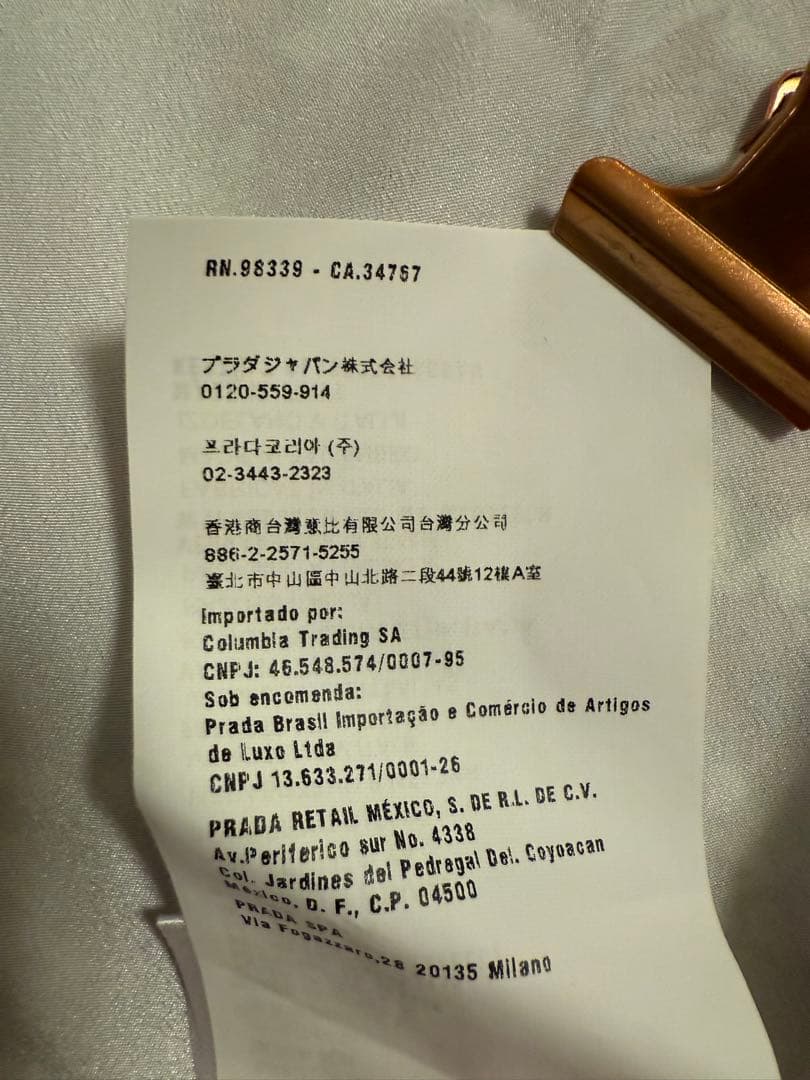 RN.98339 - CA.34767
プラダジャパン株式会社
0120-559-914
프라다코리아 (주)
02-3443-2323
香港商台灣惹比有限公司台灣分公司
886-2-2571-5255
臺北市中山區中山北路二段44號12樓A室
Importado por:
Columbia Trading SA
CNPJ: 46.548.574/0007-95
Sob encomenda:
Prada Brasil Importação e Comércio de Artigos
de Luxo Ltda
CNPJ 13.633.271/0001-26
PRADA RETAIL MÉXICO, S. DE R.L. DE C.V.
Av.Periferico sur No. 4338
Col. Jardines del Pedregal Del. Coyoacan
México, D. F., C.P. 04500
PRADA SPA
Via Fogazzaro,28 20135 Milano